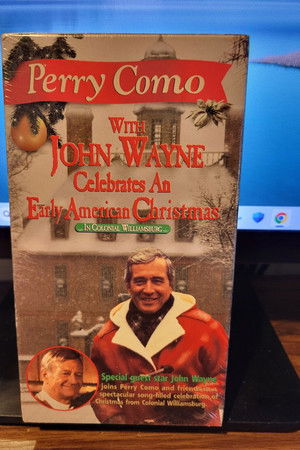 Perry Como
WITH
JOHN WAYNE
Celebrates An
Early American Christmas
...IN COLONIAL WILLIAMSBURG...
Special guest star John Wayne
joins Perry Como and friends in a
spectacular song-filled celebration of
Christmas from Colonial Williamsburg.